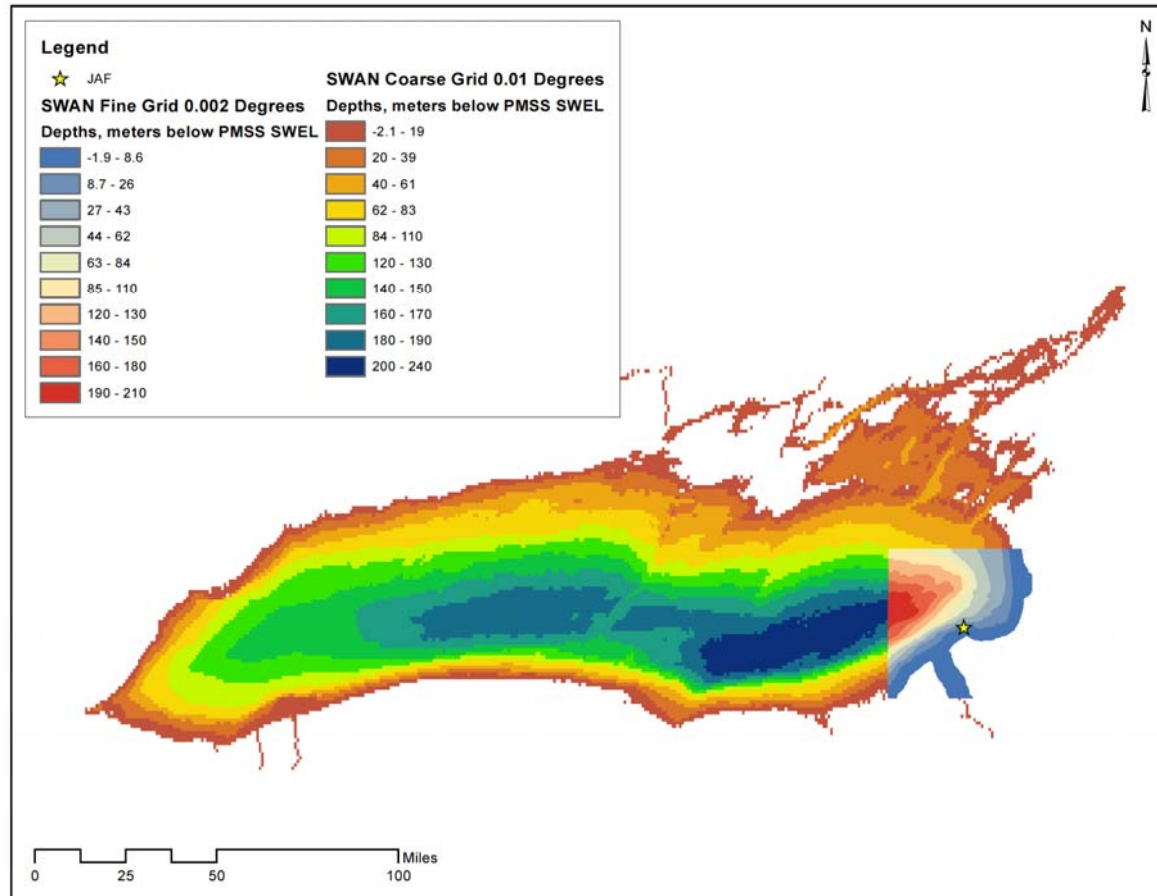 N
Legend
JAF
SWAN Fine Grid 0.002 Degrees
Depths, meters below PMSS SWEL
-1.9 - 8.6
8.7 - 26
27 - 43
44 - 62
63 - 84
85 - 110
120 - 130
140 - 150
160 - 180
190 - 210
SWAN Coarse Grid 0.01 Degrees
Depths, meters below PMSS SWEL
-2.1 - 19
20 - 39
40 - 61
62 - 83
84 - 110
120 - 130
140 - 150
160 - 170
180 - 190
200 - 240
Miles
0 25 50 100